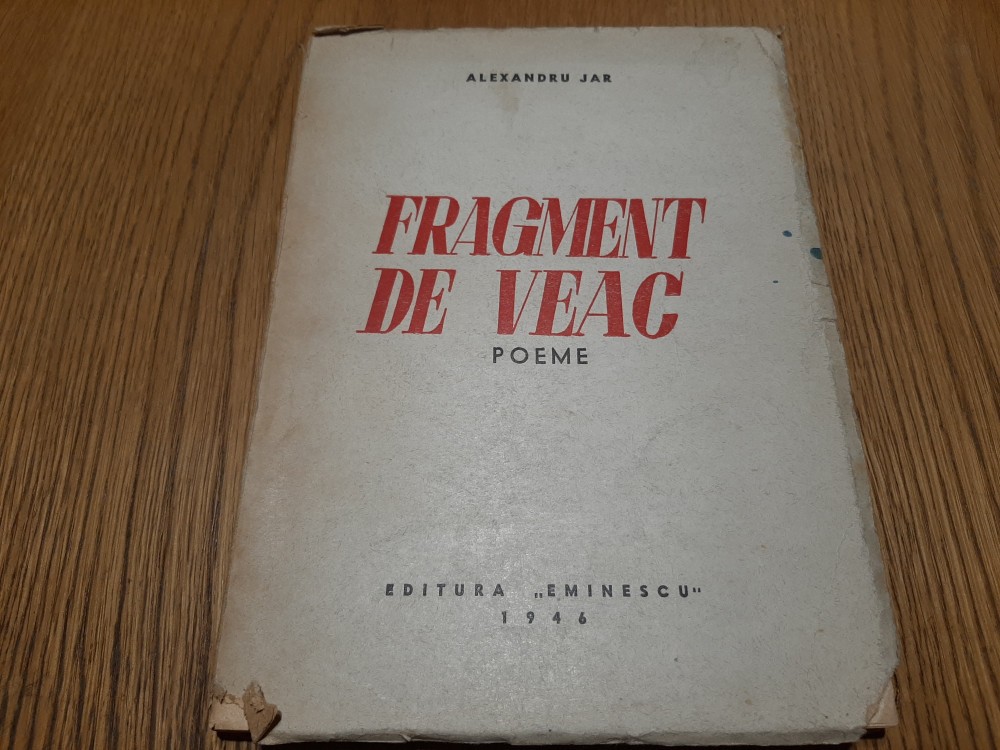 ALEXANDRU JAR
FRAGMENT
DE VEAC
POEME
EDITURA „EMINESCU"
1946